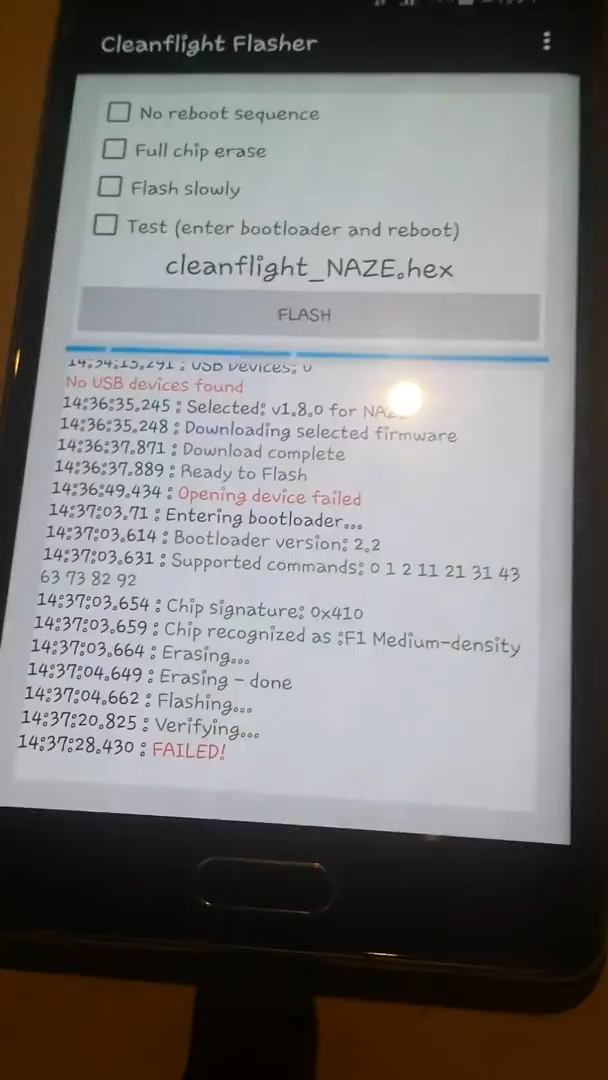 Cleanflight Flasher
No reboot sequence
Full chip erase
Flash slowly
Test (enter bootloader and reboot)
cleanflight_NAZE.hex
FLASH
USB Devices: 0
No USB devices found
14:36:35.245 : Selected: v1.8.0 for
14:36:35.248 : Downloading selected firmware
14:36:37.871 : Download complete
14:36:37.889 : Ready to Flash
14:36:49.434 : Opening device failed
14:37:03.71 : Entering bootloader...
14:37:03.614 : Bootloader version: 2.2
14:37:03.631 : Supported commands: 0 1 2 11 21 31 43
63 73 82 92
14:37:03.654 : Chip signature: 0x410
14:37:03.659 : Chip recognized as :F1 Medium-density
14:37:03.664 : Erasing...
14:37:04.649 : Erasing - done
14:37:04.662 : Flashing...
14:37:20.825 : Verifying...
14:37:28.430 : FAILED!